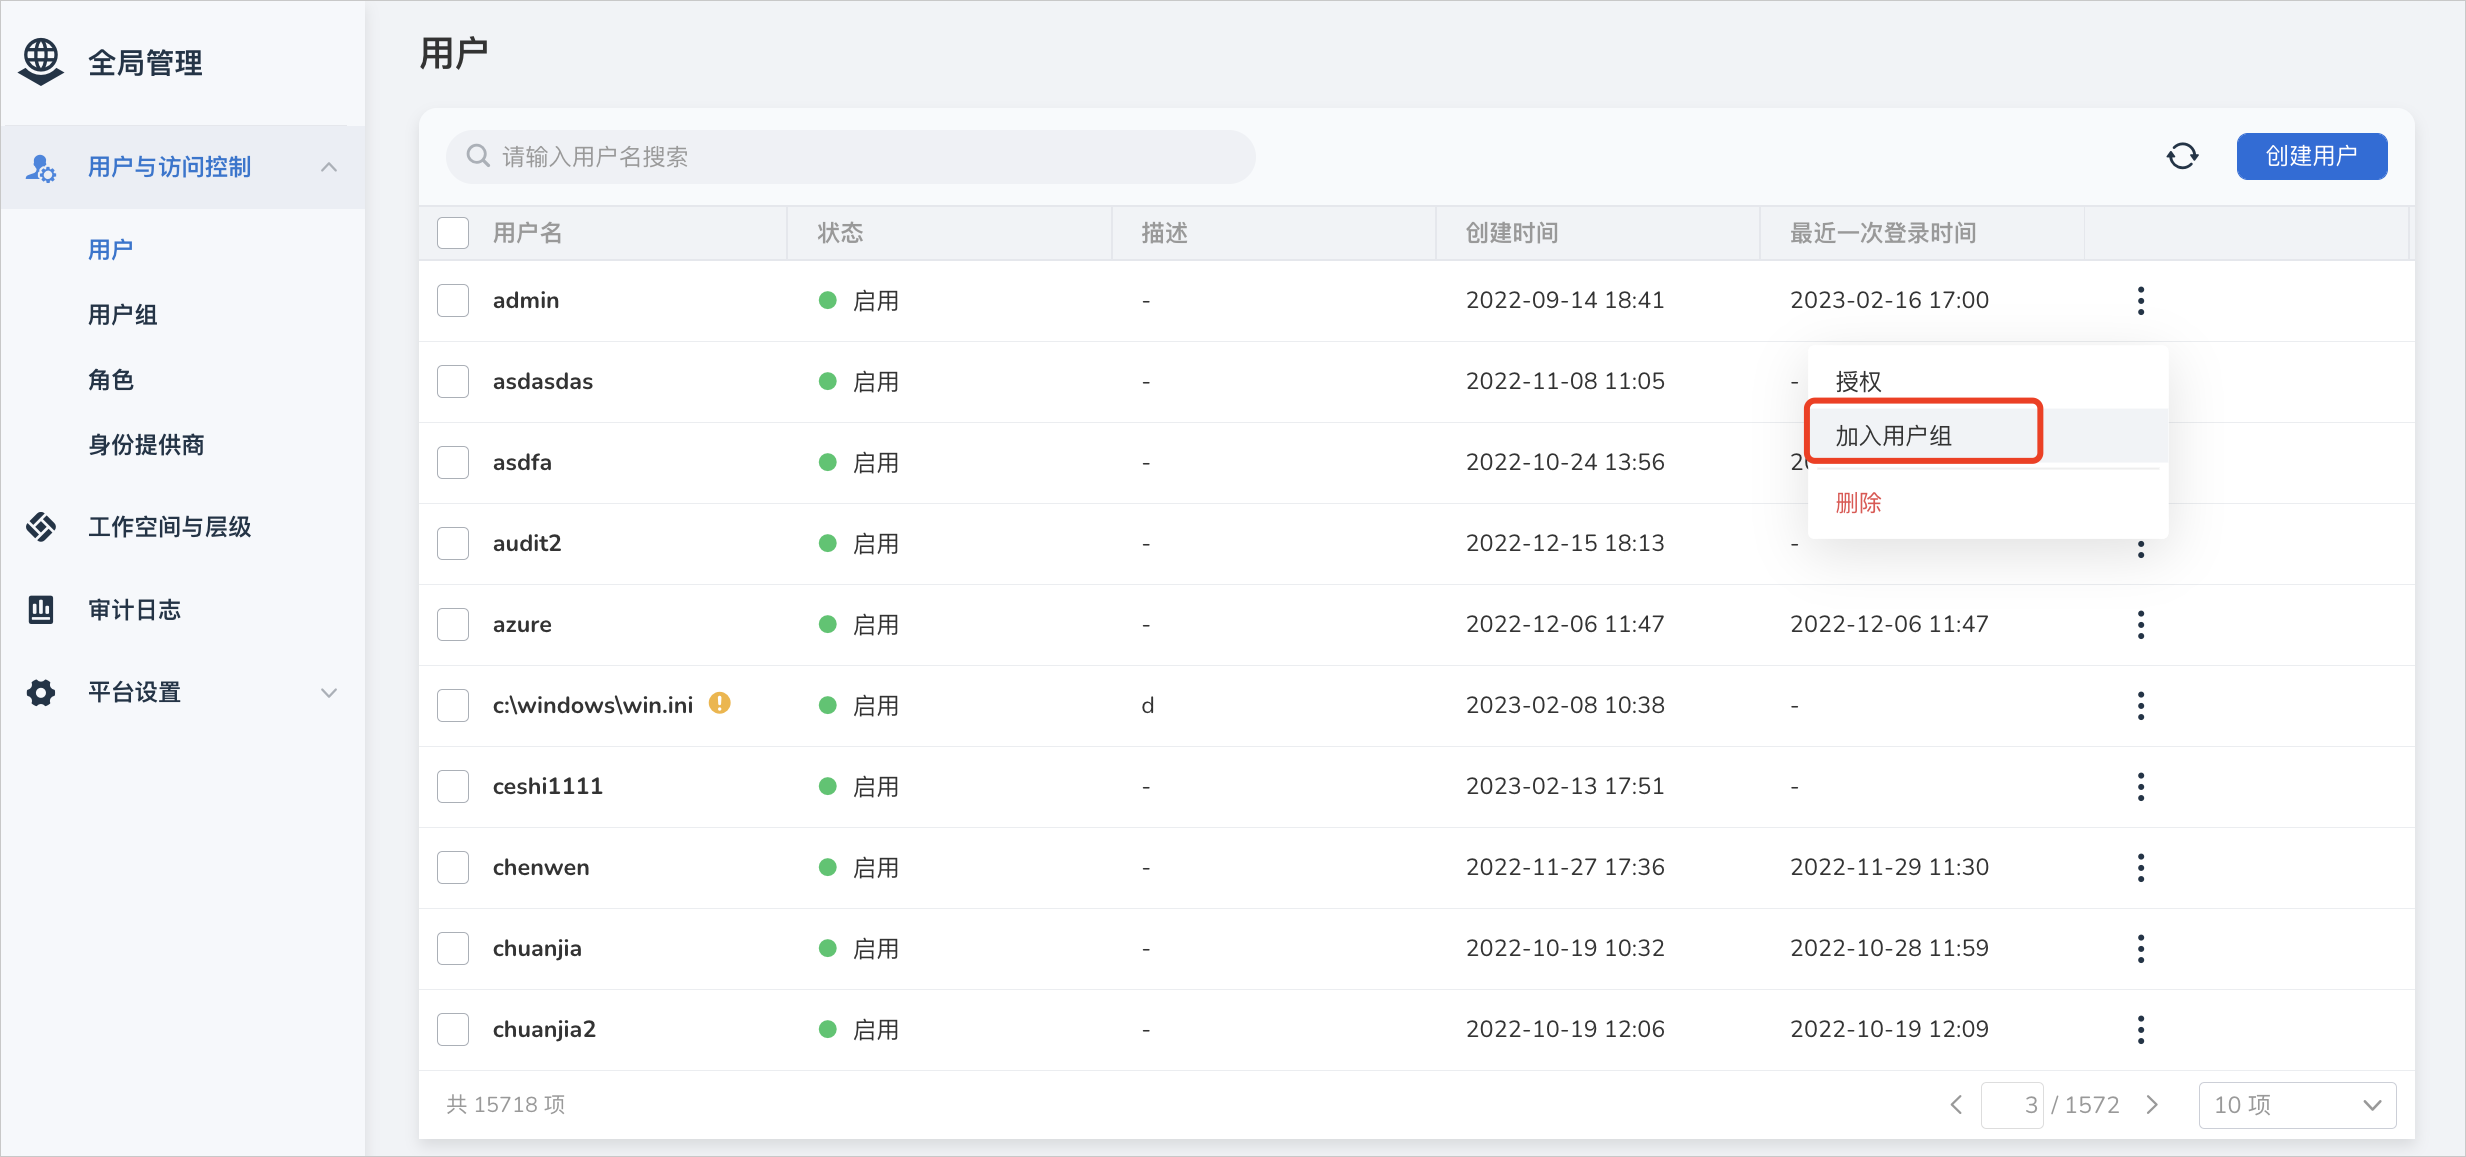 全局管理
用户与访问控制
用户
用户组
角色
身份提供商
工作空间与层级
审计日志
平台设置
用户
请输入用户名搜索
创建用户
用户名 状态 描述 创建时间 最近一次登录时间
admin 启用 - 2022-09-14 18:41 2023-02-16 17:00
asdasdas 启用 - 2022-11-08 11:05 -
授权
加入用户组
删除
asdfa 启用 - 2022-10-24 13:56
audit2 启用 - 2022-12-15 18:13 -
azure 启用 - 2022-12-06 11:47 2022-12-06 11:47
c:\windows\win.ini 启用 d 2023-02-08 10:38 -
ceshi1111 启用 - 2023-02-13 17:51 -
chenwen 启用 - 2022-11-27 17:36 2022-11-29 11:30
chuanjia 启用 - 2022-10-19 10:32 2022-10-28 11:59
chuanjia2 启用 - 2022-10-19 12:06 2022-10-19 12:09
共 15718 项
3 / 1572
10 项